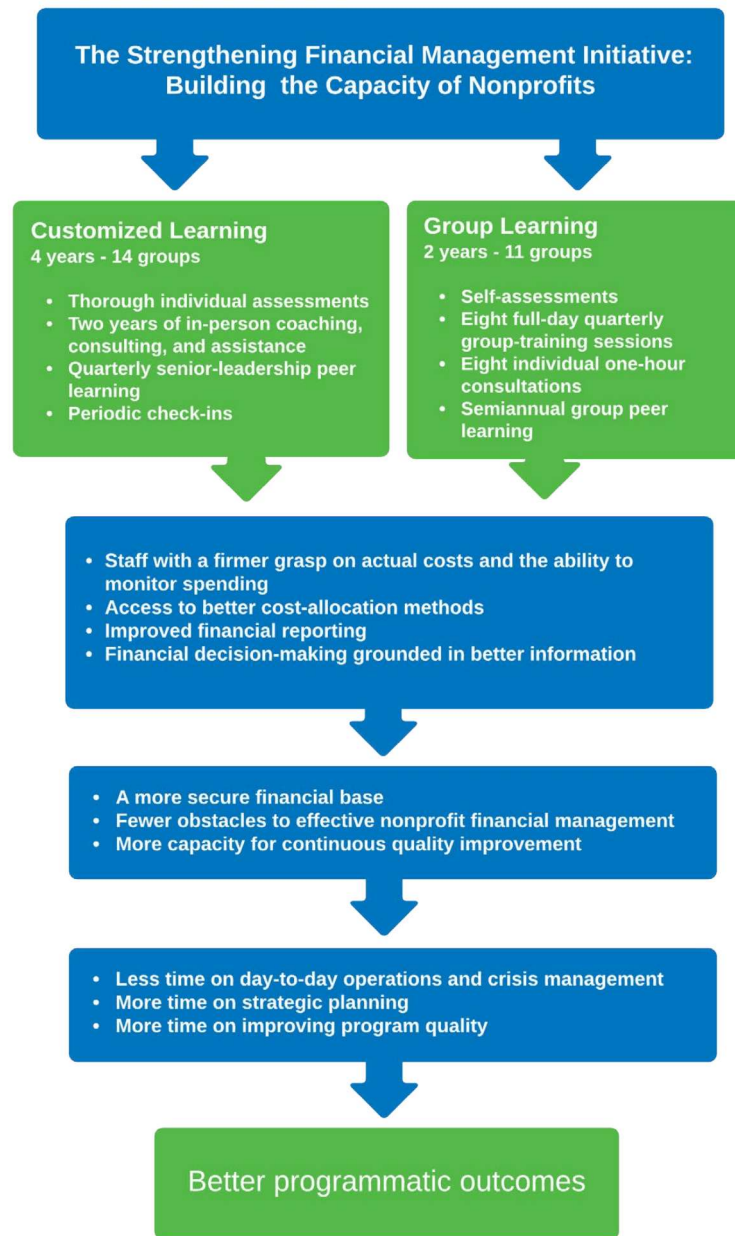 The Strengthening Financial Management Initiative:
Building the Capacity of Nonprofits
Customized Learning
4 years - 14 groups
• Thorough individual assessments
• Two years of in-person coaching,
consulting, and assistance
• Quarterly senior-leadership peer
learning
• Periodic check-ins
Group Learning
2 years - 11 groups
• Self-assessments
• Eight full-day quarterly
group-training sessions
• Eight individual one-hour
consultations
• Semiannual group peer
learning
• Staff with a firmer grasp on actual costs and the ability to
monitor spending
• Access to better cost-allocation methods
• Improved financial reporting
• Financial decision-making grounded in better information
• A more secure financial base
• Fewer obstacles to effective nonprofit financial management
• More capacity for continuous quality improvement
• Less time on day-to-day operations and crisis management
• More time on strategic planning
• More time on improving program quality
Better programmatic outcomes